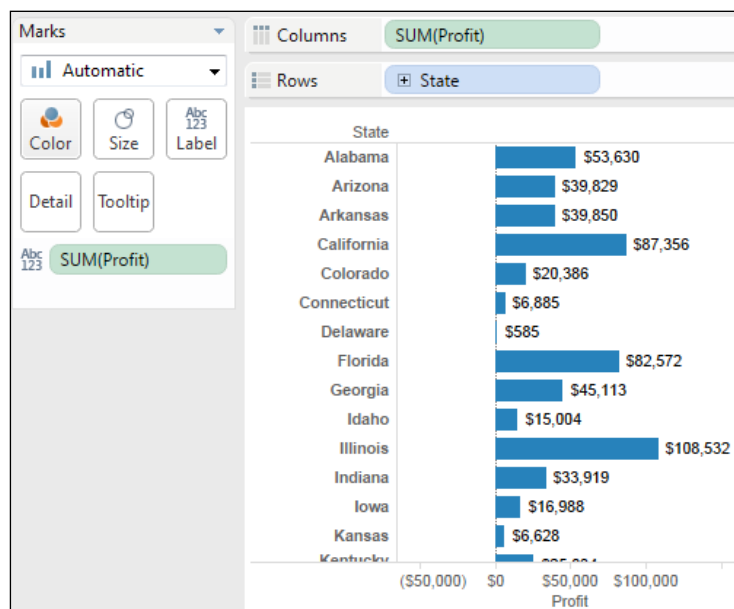 Marks
Automatic
Color
Size
Abc
123
Label
Detail
Tooltip
Abc
123
SUM(Profit)
Columns
SUM(Profit)
Rows
State
State
Alabama
$53,630
Arizona
$39,829
Arkansas
$39,850
California
$87,356
Colorado
$20,386
Connecticut
$6,885
Delaware
$585
Florida
$82,572
Georgia
$45,113
Idaho
$15,004
Illinois
$108,532
Indiana
$33,919
Iowa
$16,988
Kansas
$6,628
Kentucky
($50,000)
$0
$50,000
$100,000
Profit